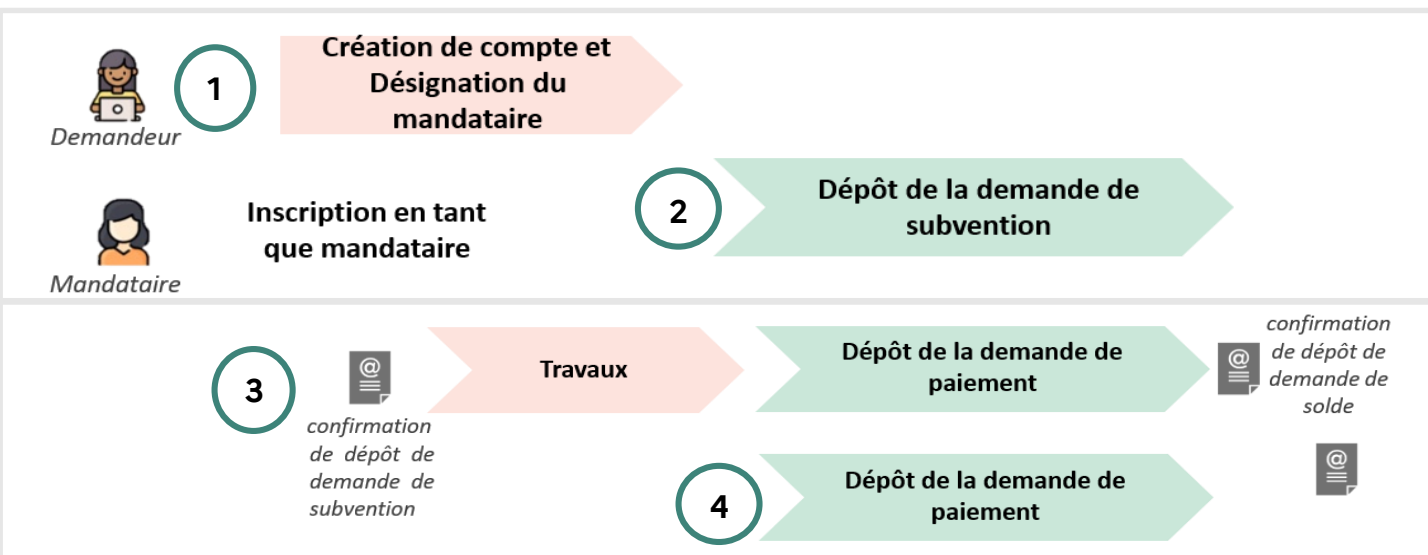 1
Création de compte et
Désignation du
mandataire
Demandeur
Inscription en tant
que mandataire
2
Dépôt de la demande de
subvention
Mandataire
3
@
confirmation
de dépôt de
demande de
subvention
Travaux
Dépôt de la demande de
paiement
@
confirmation
de dépôt de
demande de
solde
4
Dépôt de la demande de
paiement
@